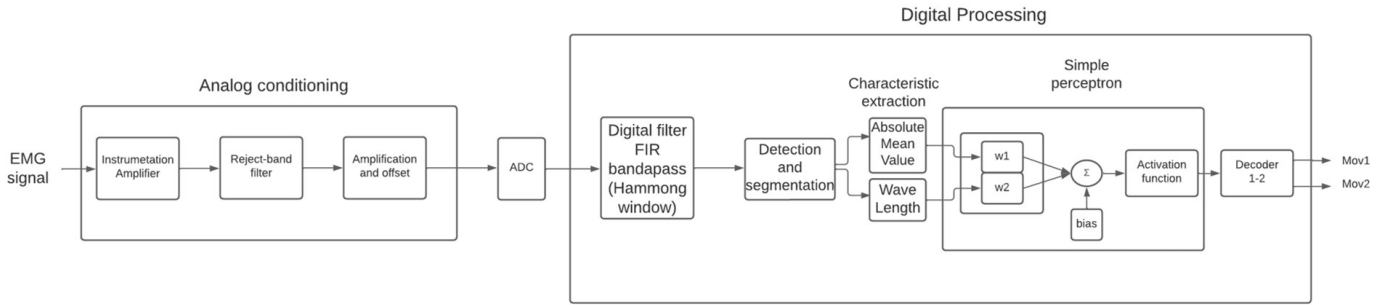 Digital Processing
Analog conditioning
EMG
signal
Instrumetation
Amplifier
Reject-band
filter
Amplification
and offset
ADC
Digital filter
FIR
bandapass
(Hammong
window)
Detection
and
segmentation
Characteristic
extraction
Absolute
Mean
Value
Wave
Length
Simple
perceptron
w1
w2
Σ
bias
Activation
function
Decoder
1-2
Mov1
Mov2